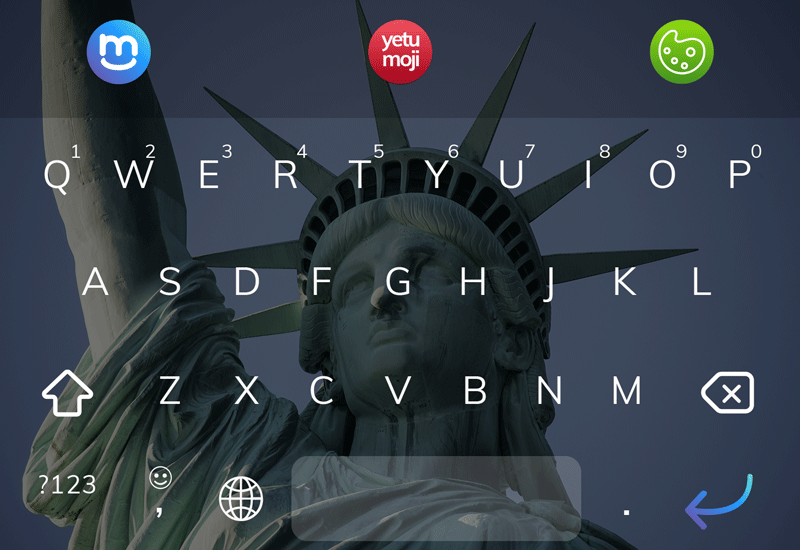 m
yetu
moji
1 2 3 4 5 6 7 8 9 0
Q W E R T Y U I O P
A S D F G H J K L
Z X C V B N M
?123 , .